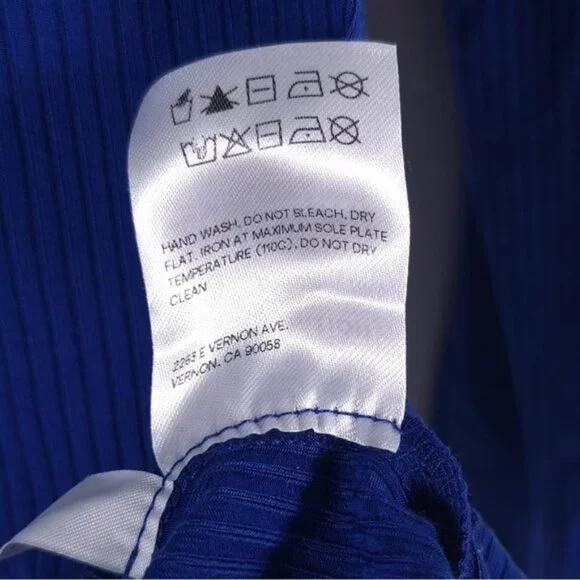 HAND WASH, DO NOT BLEACH, DRY
FLAT, IRON AT MAXIMUM SOLE PLATE
TEMPERATURE (110C), DO NOT DRY
CLEAN
2263 E VERNON AVE.
VERNON, CA 90058